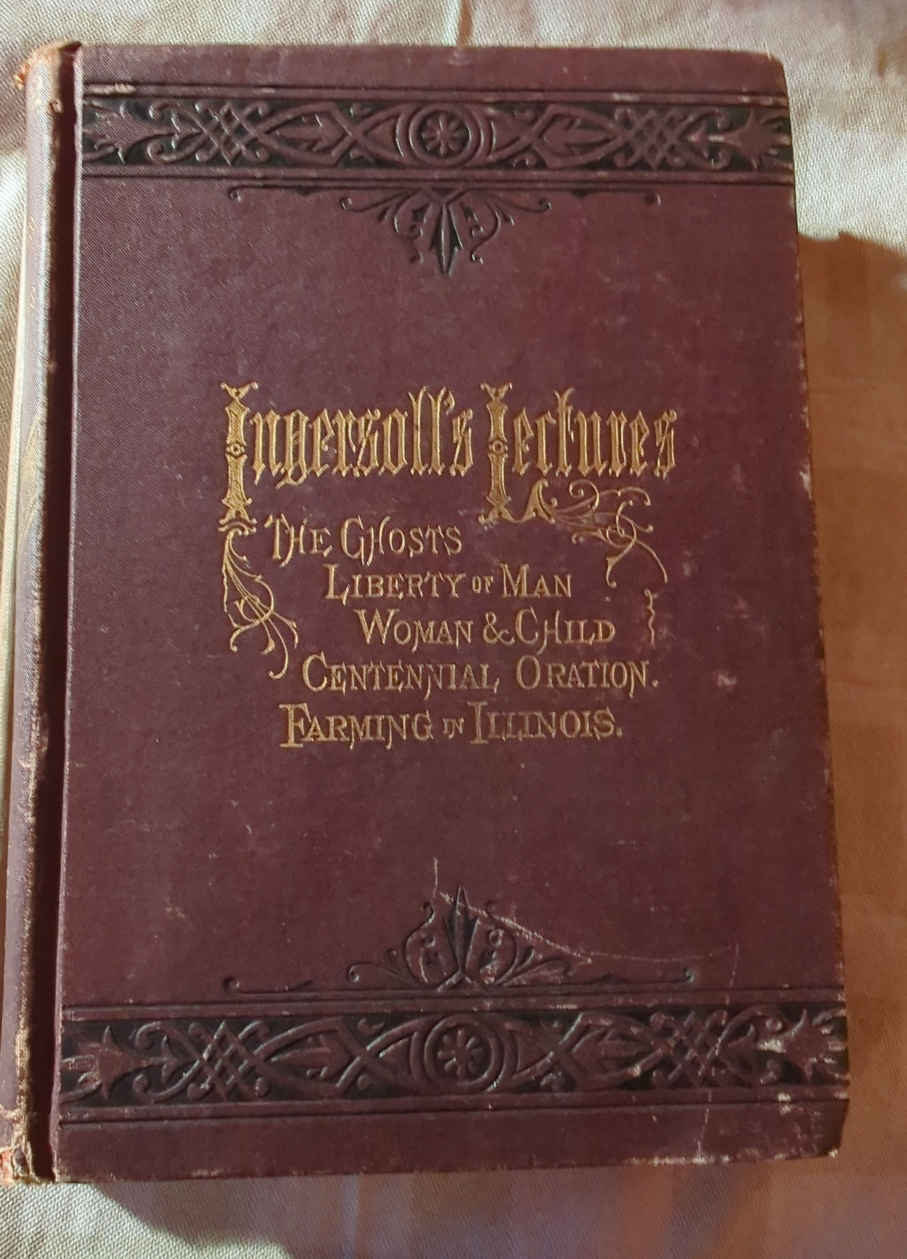 Ingersoll's Lectures
The Ghosts
Liberty of Man
Woman & Child
Centennial Oration.
Farming in Illinois.